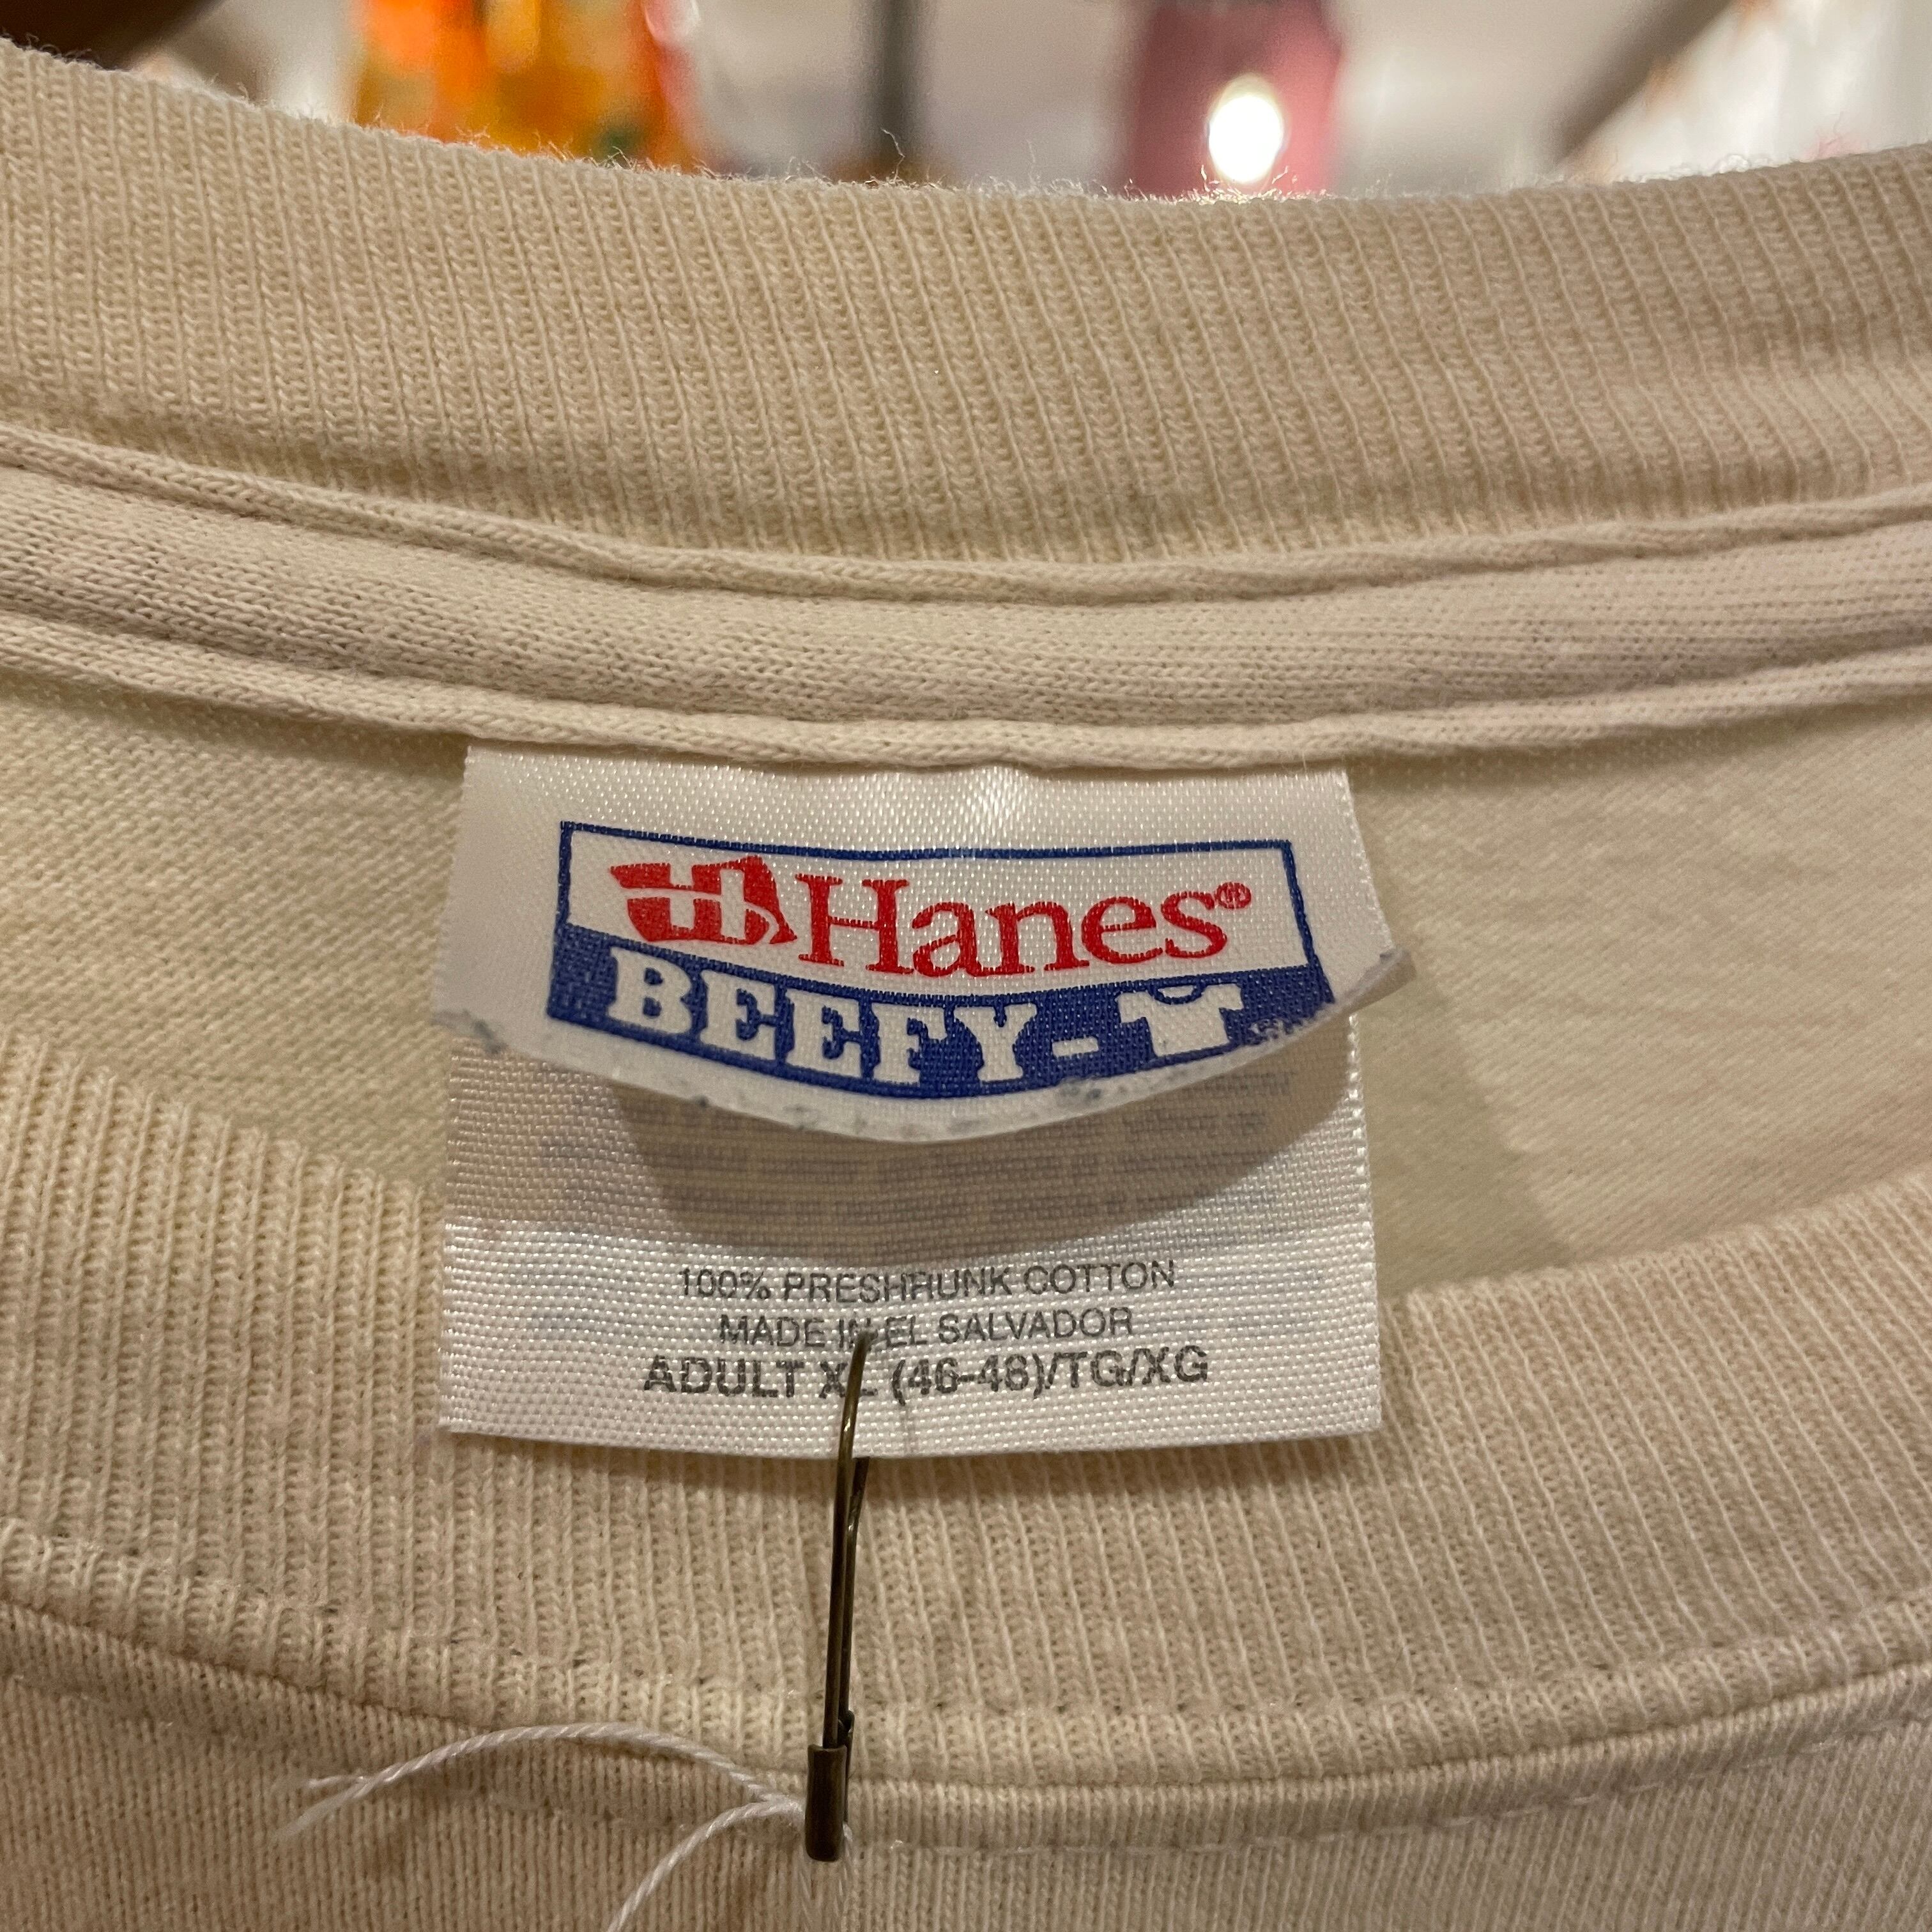 Hanes®
BEEFY-T
100% PRESHRUNK COTTON
MADE IN EL SALVADOR
ADULT XL (46-48)/TG/XG